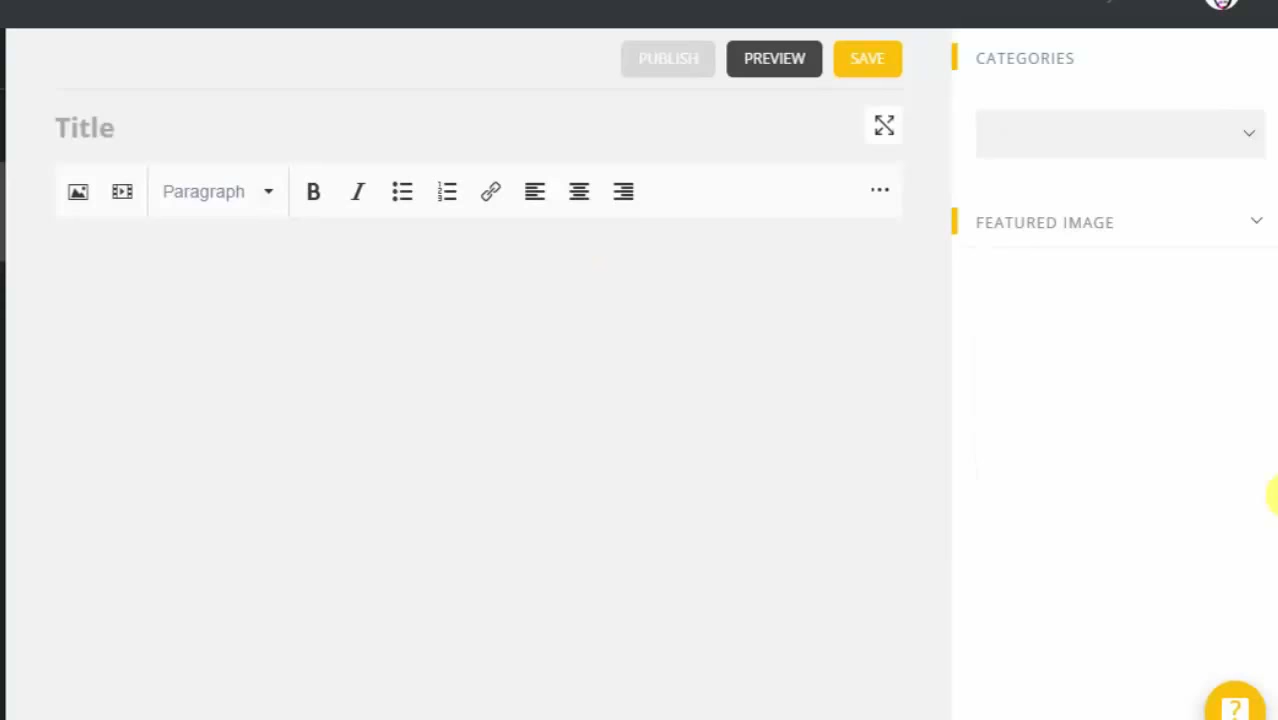 PUBLISH PREVIEW SAVE
CATEGORIES
Title
Paragraph B I
FEATURED IMAGE
?